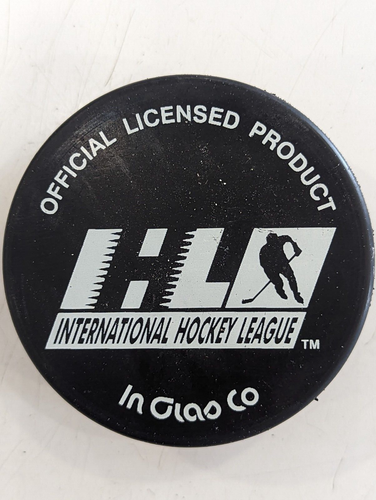 OFFICIAL LICENSED PRODUCT
IHL
INTERNATIONAL HOCKEY LEAGUE TM
In Glas Co